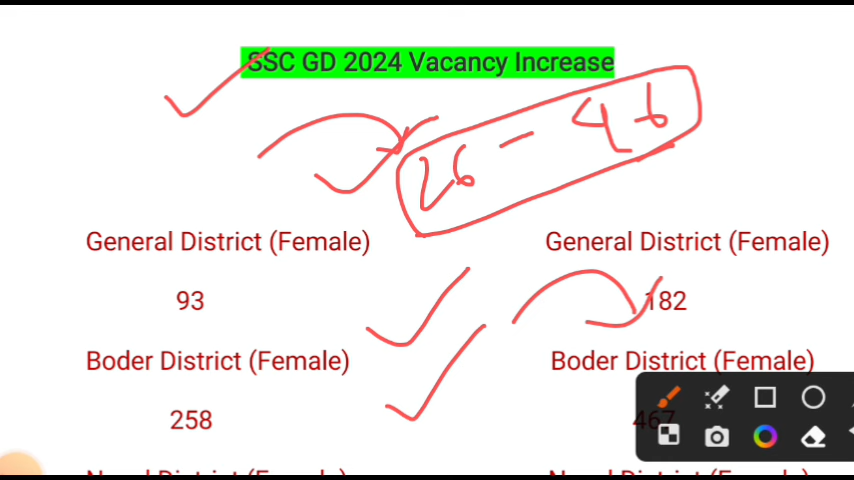 SSC GD 2024 Vacancy Increase
26 - 46
General District (Female) General District (Female)
93 182
Boder District (Female) Boder District (Female)
258 467